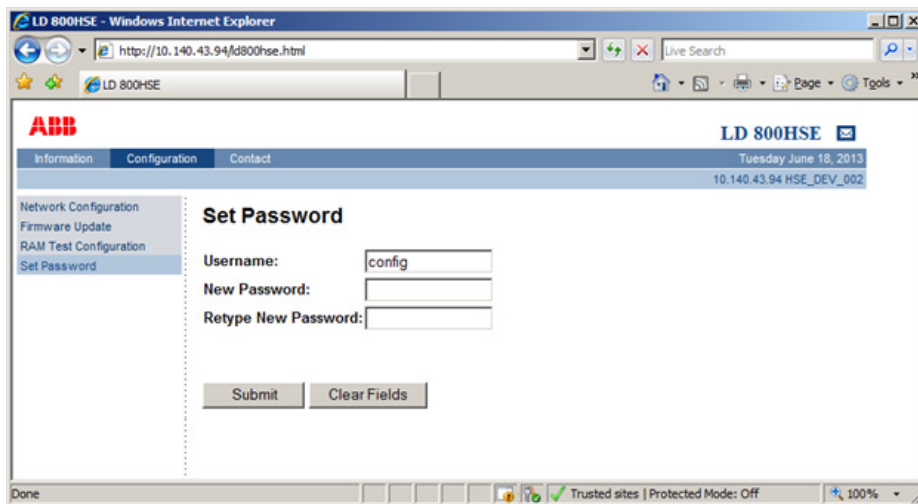 LD 800HSE - Windows Internet Explorer
http://10.140.43.94/ld800hse.html
Live Search
LD 800HSE
Page
Tools
»
ABB
LD 800HSE
Information Configuration Contact Tuesday June 18, 2013
10.140.43.94 HSE_DEV_002
Network Configuration
Firmware Update
RAM Test Configuration
Set Password
Set Password
Username: config
New Password:
Retype New Password:
Submit Clear Fields
Done Trusted sites | Protected Mode: Off 100%